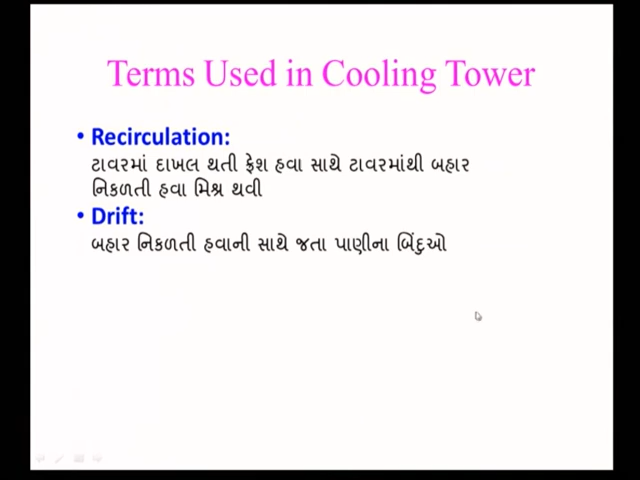 Terms Used in Cooling Tower
• Recirculation:
ટાવરમાં દાખલ થતી ફ્રેશ હવા સાથે ટાવરમાંથી બહાર
નિકળતી હવા મિશ્ર થવી
• Drift:
બહાર નિકળતી હવાની સાથે જતા પાણીના બિંદુઓ